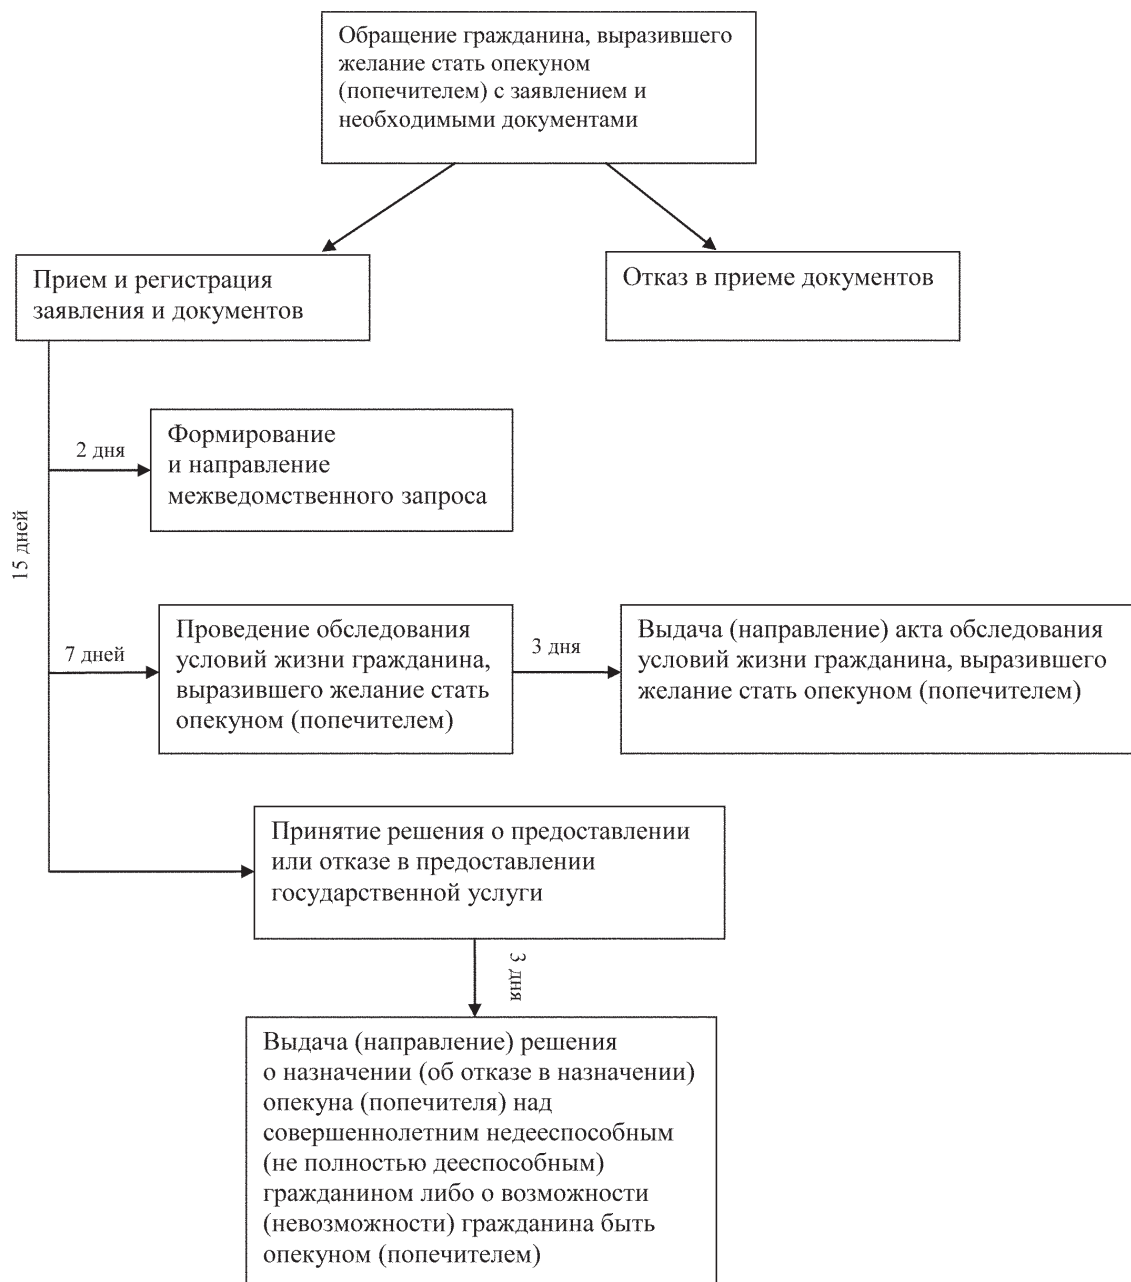 Обращение гражданина, выразившего
желание стать опекуном
(попечителем) с заявлением и
необходимыми документами
Прием и регистрация
заявления и документов
Отказ в приеме документов
2 дня
Формирование
и направление
межведомственного запроса
15 дней
7 дней
Проведение обследования
условий жизни гражданина,
выразившего желание стать
опекуном (попечителем)
3 дня
Выдача (направление) акта обследования
условий жизни гражданина, выразившего
желание стать опекуном (попечителем)
Принятие решения о предоставлении
или отказе в предоставлении
государственной услуги
3 дня
Выдача (направление) решения
о назначении (об отказе в назначении)
опекуна (попечителя) над
совершеннолетним недееспособным
(не полностью дееспособным)
гражданином либо о возможности
(невозможности) гражданина быть
опекуном (попечителем)